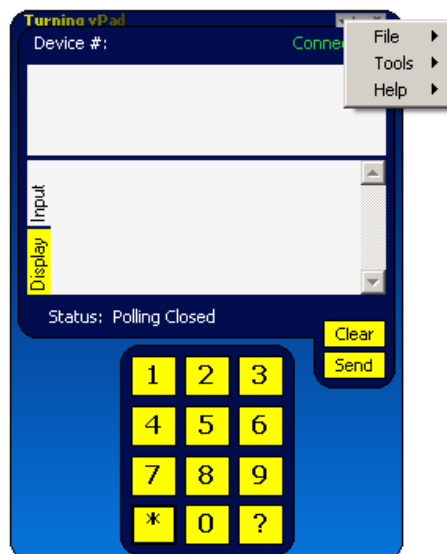 Turning vPad
Device #:
File
Tools
Help
Input
Display
Status: Polling Closed
Clear
Send
1 2 3
4 5 6
7 8 9
* 0 ?